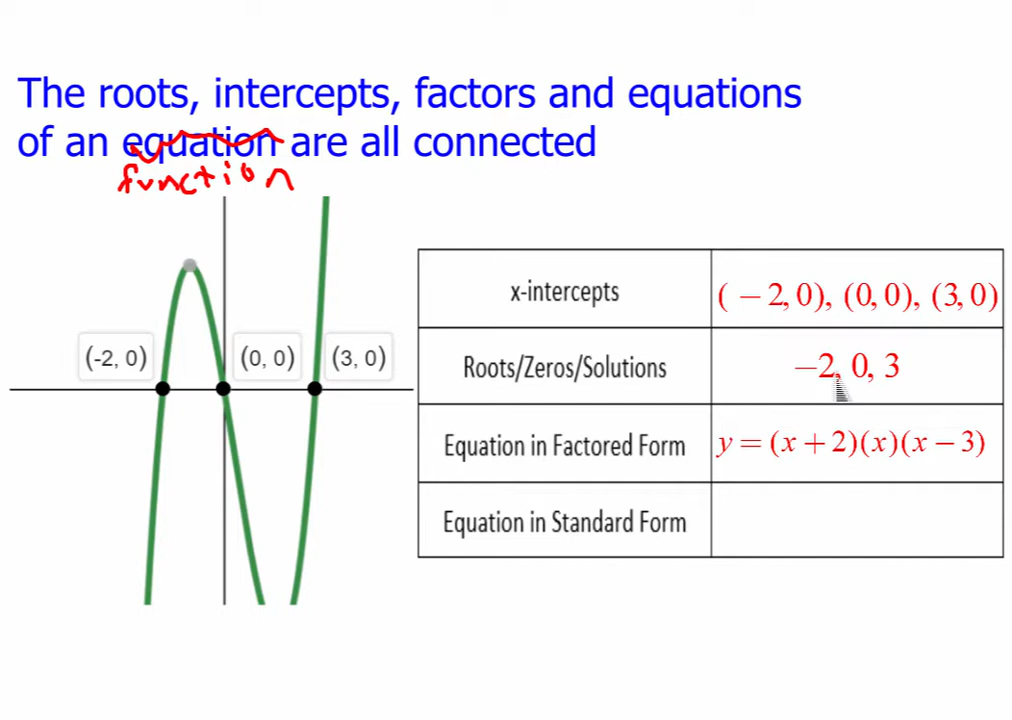 The roots, intercepts, factors and equations
of an equation are all connected
function
(-2, 0)
(0, 0)
(3, 0)
x-intercepts
( − 2, 0), (0, 0), (3, 0)
Roots/Zeros/Solutions
−2, 0, 3
Equation in Factored Form
y = (x + 2)(x)(x − 3)
Equation in Standard Form